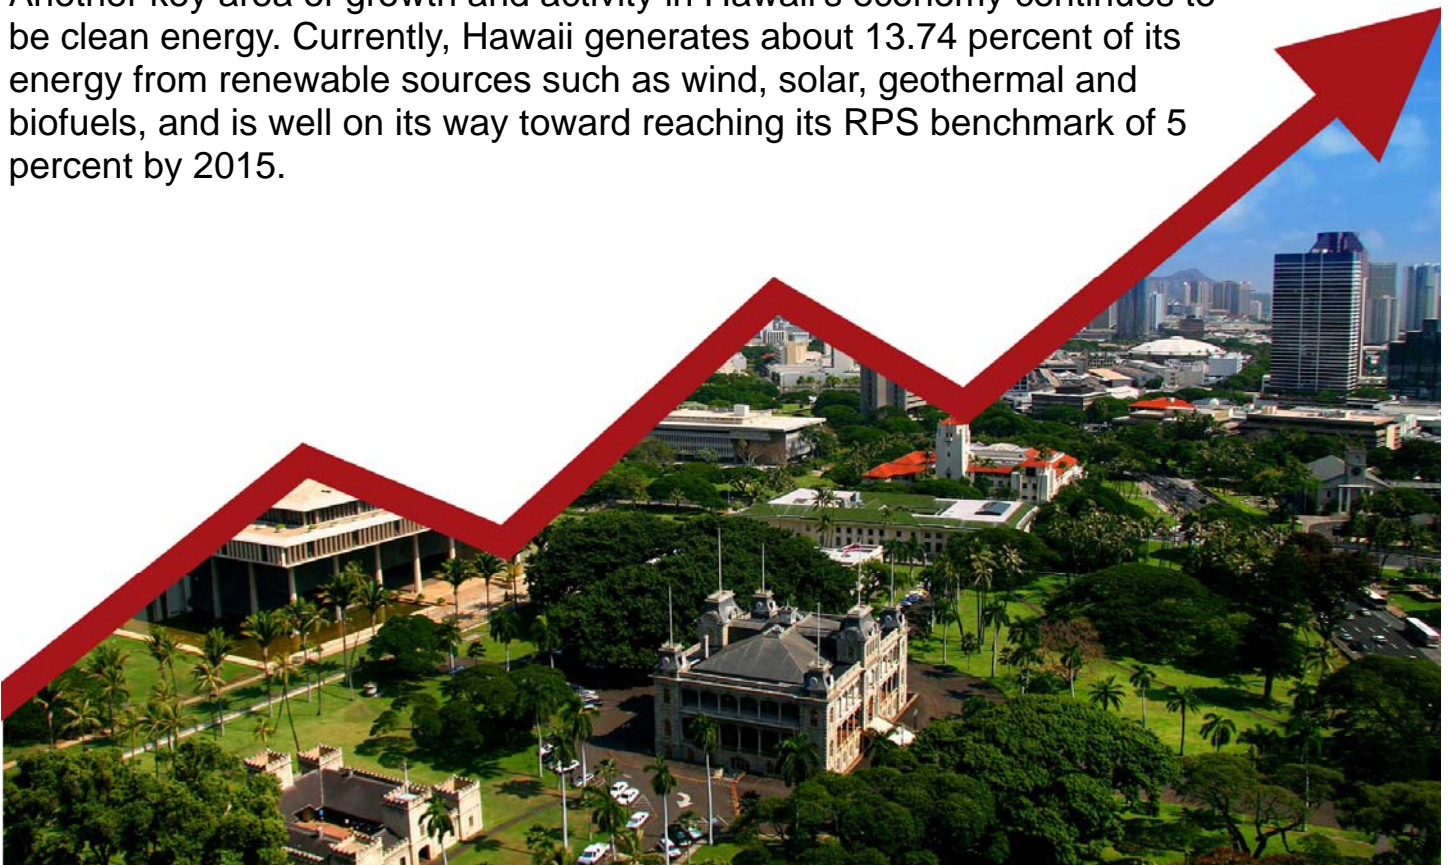 Another key area of growth and activity in Hawaii's economy continues to
be clean energy. Currently, Hawaii generates about 13.74 percent of its
energy from renewable sources such as wind, solar, geothermal and
biofuels, and is well on its way toward reaching its RPS benchmark of 5
percent by 2015.